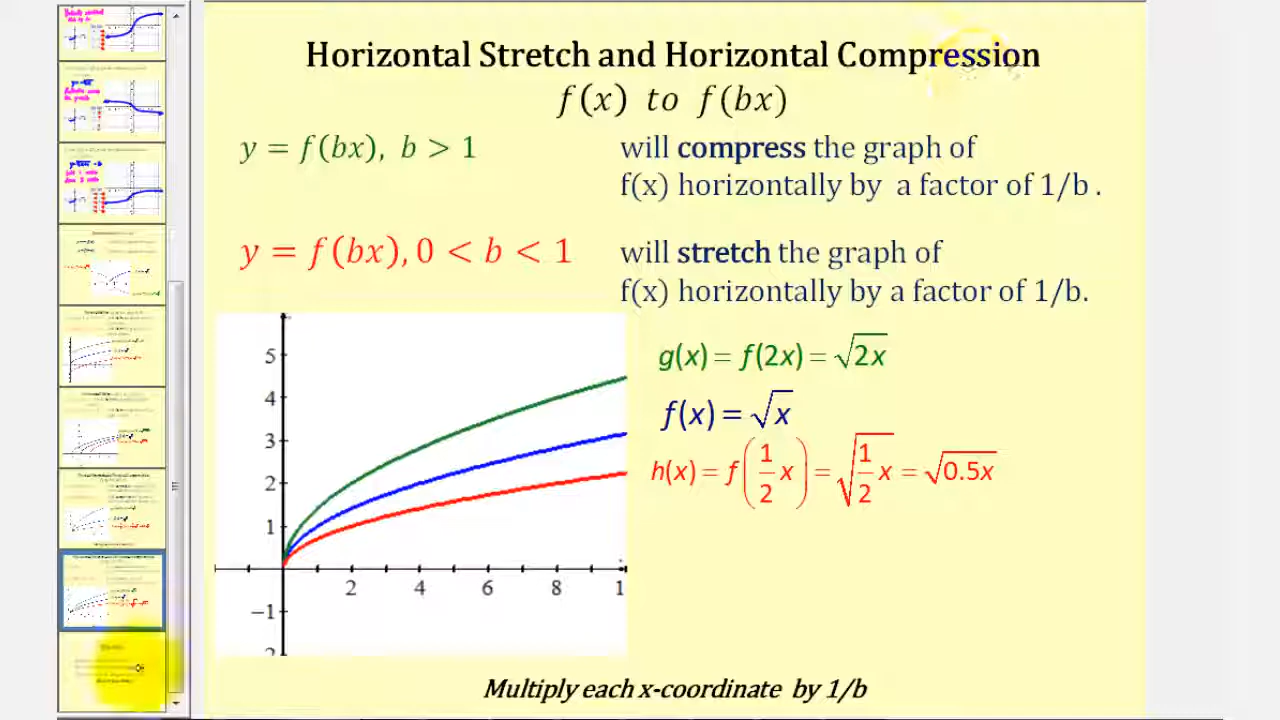 Horizontal Stretch and Horizontal Compression
f(x) to f(bx)
y = f(bx), b > 1
will compress the graph of
f(x) horizontally by a factor of 1/b .
y = f(bx), 0 < b < 1
will stretch the graph of
f(x) horizontally by a factor of 1/b.
g(x) = f(2x) = √2x
f(x) = √x
h(x) = f(1/2 x) = √1/2 x = √0.5x
5
4
3
2
1
2 4 6 8 1
−1
Multiply each x-coordinate by 1/b